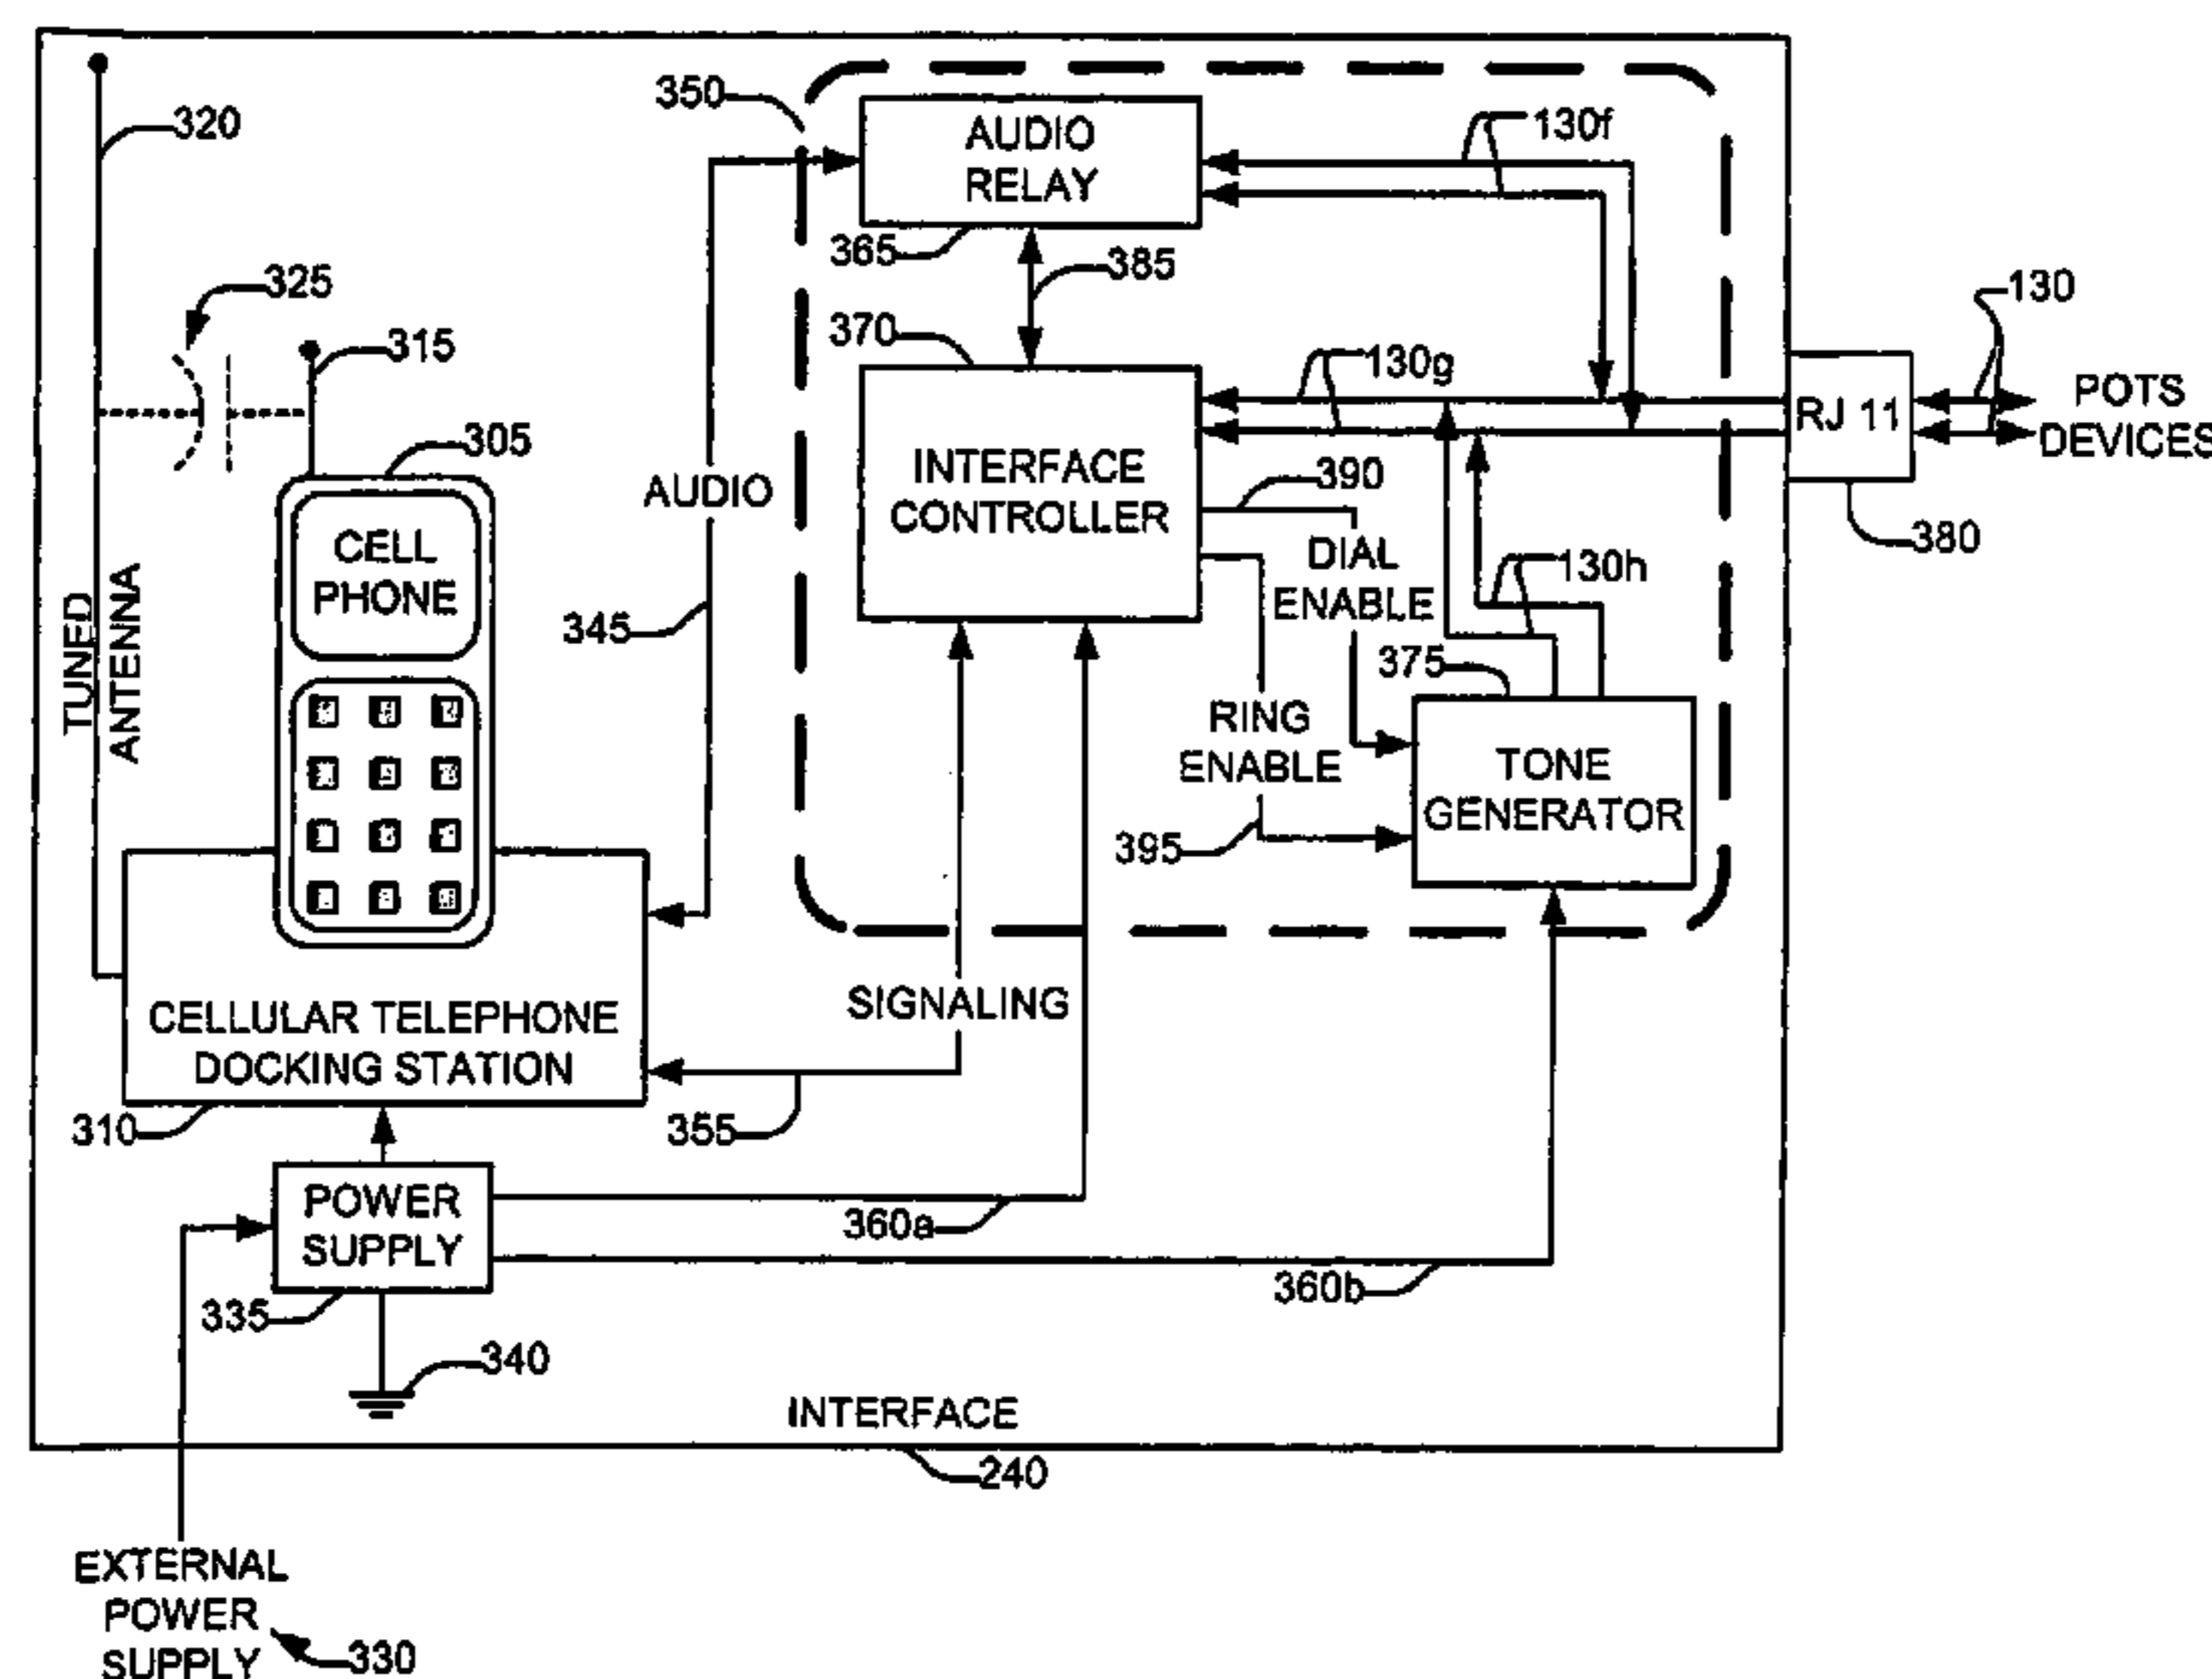 320
350
AUDIO
RELAY
130f
365
385
325
315
370
130g
130
POTS
DEVICES
RJ 11
380
305
CELL
PHONE
AUDIO
345
INTERFACE
CONTROLLER
390
DIAL
ENABLE
130h
375
RING
ENABLE
395
TONE
GENERATOR
TUNED
ANTENNA
CELLULAR TELEPHONE
DOCKING STATION
310
SIGNALING
355
POWER
SUPPLY
335
360a
360b
340
INTERFACE
240
EXTERNAL
POWER
SUPPLY
330